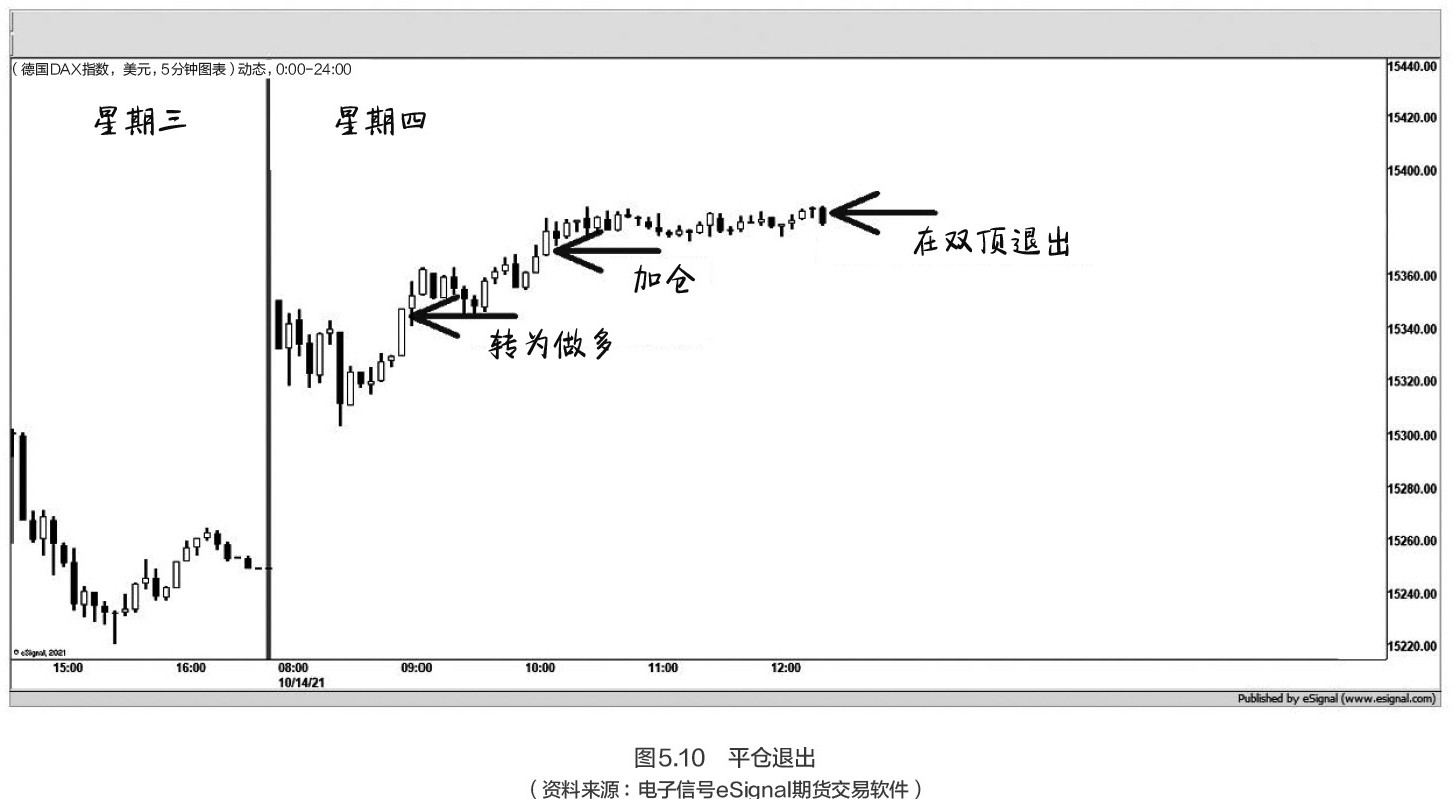 （德国DAX指数，美元，5分钟图表）动态，0:00-24:00
星期三
星期四
15440.00
15420.00
15400.00
在双顶退出
加仓
15360.00
转为做多
15340.00
15320.00
15300.00
15280.00
15260.00
15240.00
15220.00
© eSignal, 2021
15:00 16:00 08:00 09:00 10:00 11:00 12:00
10/14/21
Published by eSignal (www.esignal.com)
图5.10 平仓退出
（资料来源：电子信号eSignal期货交易软件）